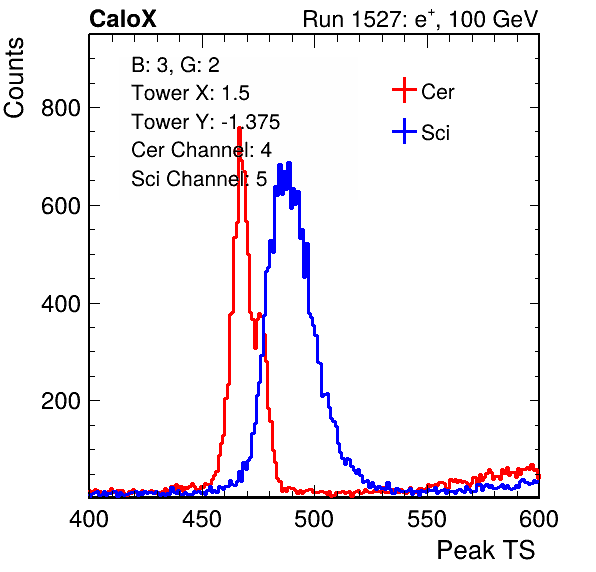 CaloX
Run 1527: e+, 100 GeV
Counts
B: 3, G: 2
Tower X: 1.5
Tower Y: -1.375
Cer Channel: 4
Sci Channel: 5
Cer
Sci
800
600
400
200
400 450 500 550 600
Peak TS